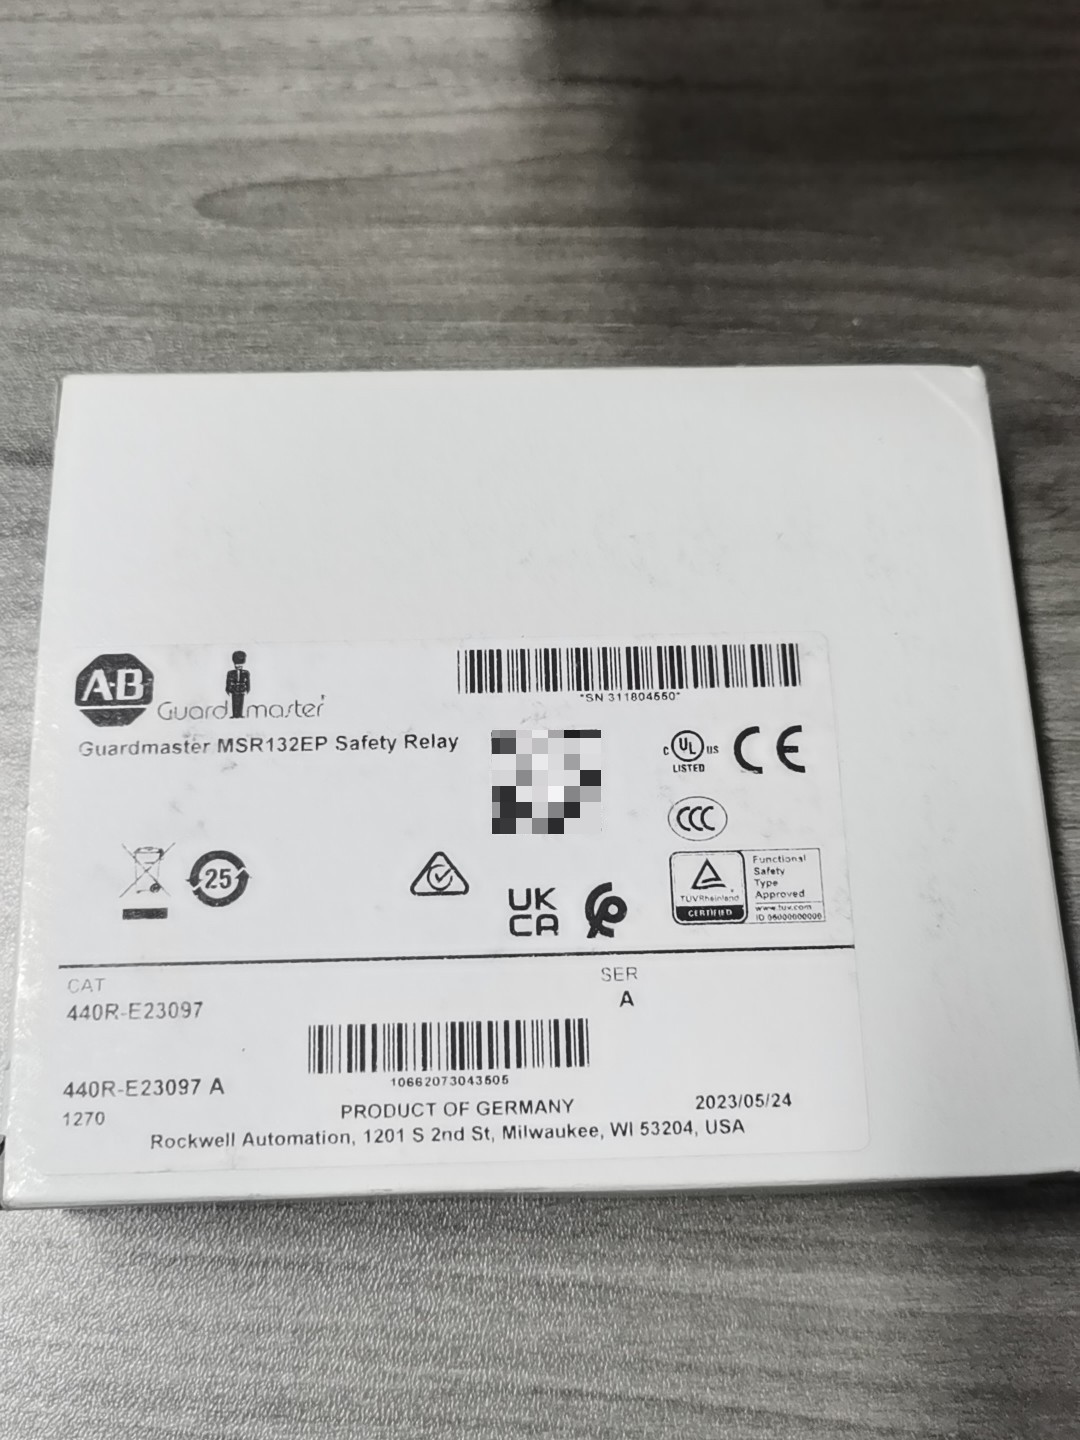 A-B
Guardmaster
Guardmaster MSR132EP Safety Relay
*SN 311804550*
C UL US
LISTED
CE
CCC
25
UK
CA
TÜVRheinland
CERTIFIED
Functional
Safety
Type
Approved
www.tuv.com
ID 0600000000
CAT
440R-E23097
SER
A
10662073043505
440R-E23097 A
1270
PRODUCT OF GERMANY
2023/05/24
Rockwell Automation, 1201 S 2nd St, Milwaukee, WI 53204, USA